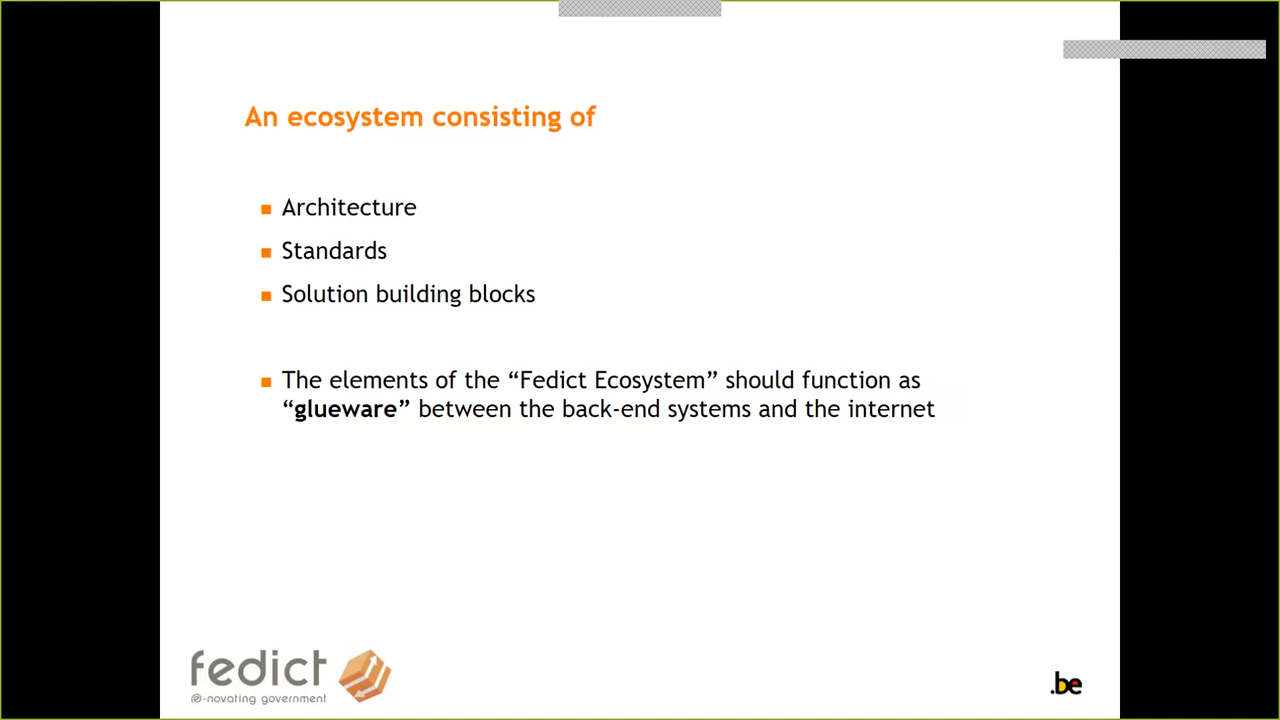 An ecosystem consisting of
Architecture
Standards
Solution building blocks
The elements of the “Fedict Ecosystem” should function as
“glueware” between the back-end systems and the internet
fedict
e-novating government
.be